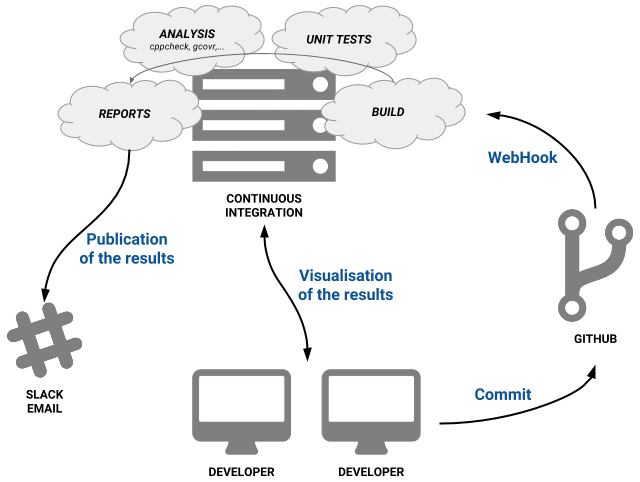 ANALYSIS
cppcheck, gcovr,...
UNIT TESTS
REPORTS
BUILD
WebHook
CONTINUOUS
INTEGRATION
Publication
of the results
Visualisation
of the results
GITHUB
SLACK
EMAIL
Commit
DEVELOPER
DEVELOPER